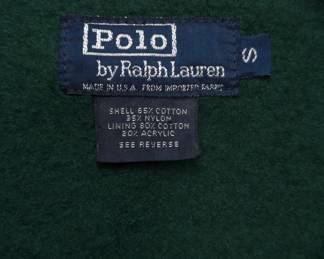 Polo
by Ralph Lauren
S
MADE IN U.S.A. FROM IMPORTED FABRIC
SHELL 65% COTTON
35% NYLON
LINING 80% COTTON
20% ACRYLIC
SEE REVERSE